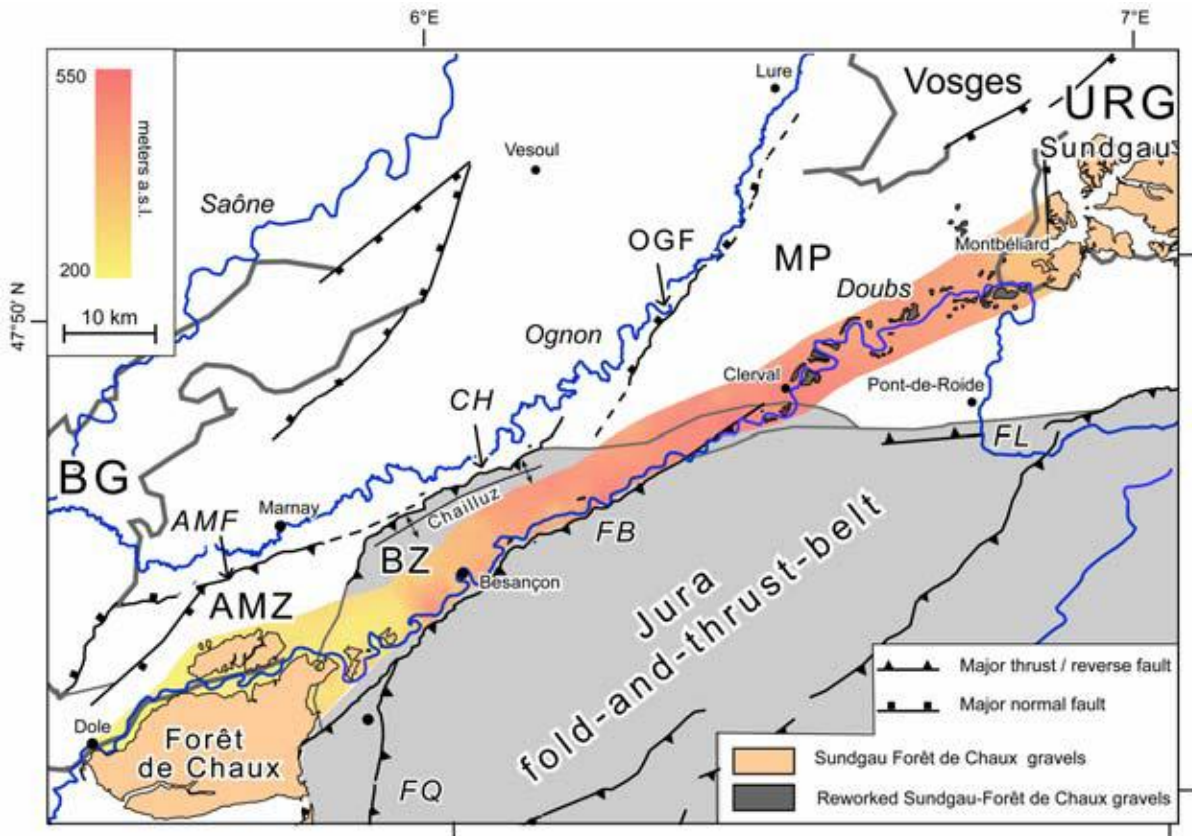 6°E
7°E
550
meters a.s.l.
200
10 km
47°50' N
Lure
Vosges
URG
Sundgau
Vesoul
Saône
OGF
MP
Montbéliard
Doubs
Ognon
Clerval
Pont-de-Roide
CH
FL
BG
Marnay
Chailluz
AMF
BZ
FB
Besançon
AMZ
Jura
fold-and-thrust-belt
Dole
Forêt
de Chaux
FQ
Major thrust / reverse fault
Major normal fault
Sundgau Forêt de Chaux gravels
Reworked Sundgau-Forêt de Chaux gravels